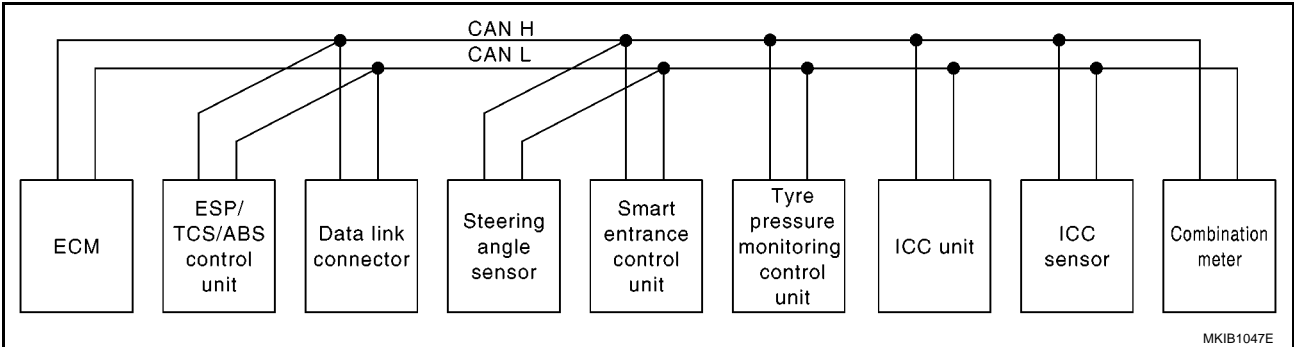 CAN H
CAN L
ECM
ESP/
TCS/ABS
control
unit
Data link
connector
Steering
angle
sensor
Smart
entrance
control
unit
Tyre
pressure
monitoring
control
unit
ICC unit
ICC
sensor
Combination
meter
MKIB1047E